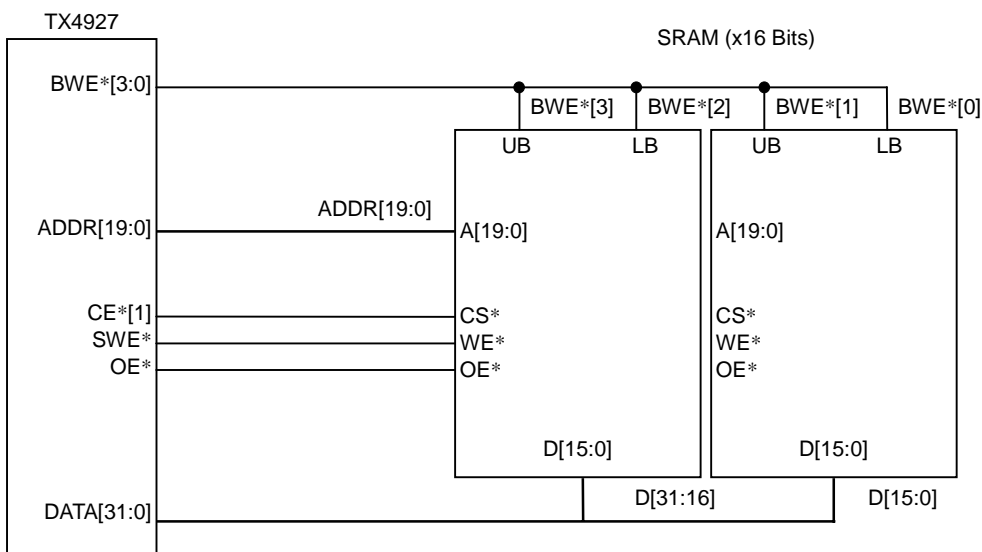 TX4927
SRAM (x16 Bits)
BWE*[3:0]
BWE*[3]
BWE*[2]
BWE*[1]
BWE*[0]
UB
LB
UB
LB
ADDR[19:0]
ADDR[19:0]
A[19:0]
A[19:0]
CE*[1]
CS*
CS*
SWE*
WE*
WE*
OE*
OE*
OE*
D[15:0]
D[15:0]
D[31:16]
D[15:0]
DATA[31:0]